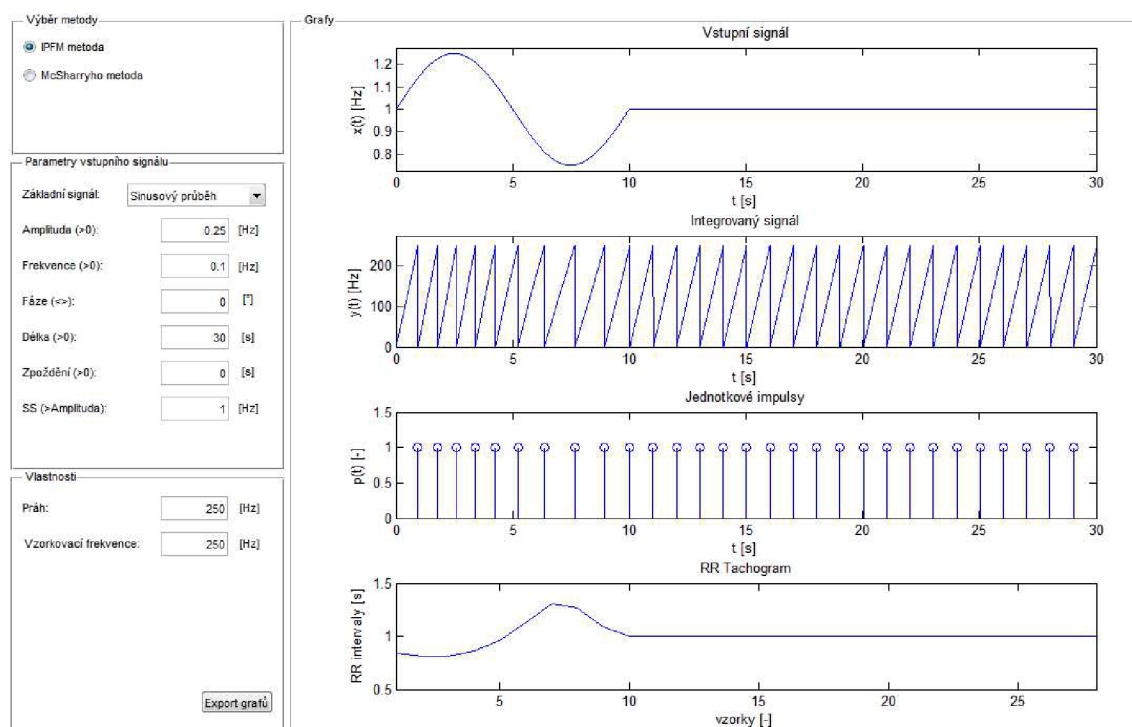 Výběr metody
IPFM metoda
McSharryho metoda
Parametry vstupního signálu
Základní signál: Sinusový průběh
Amplituda (>0): 0.25 [Hz]
Frekvence (>0): 0.1 [Hz]
Fáze (<>): 0 [°]
Délka (>0): 30 [s]
Zpoždění (>0): 0 [s]
SS (>Amplituda): 1 [Hz]
Vlastnosti
Práh: 250 [Hz]
Vzorkovací frekvence: 250 [Hz]
Export grafů
Grafy
Vstupní signál
x(t) [Hz]
1.2
1.1
1
0.9
0.8
0 5 10 15 20 25 30
t [s]
Integrovaný signál
y(t) [Hz]
200
100
0
0 5 10 15 20 25 30
t [s]
Jednotkové impulsy
p(t) [-]
1.5
1
0.5
0
0 5 10 15 20 25 30
t [s]
RR Tachogram
RR intervaly [s]
1.5
1
0.5
5 10 15 20 25
vzorky [-]